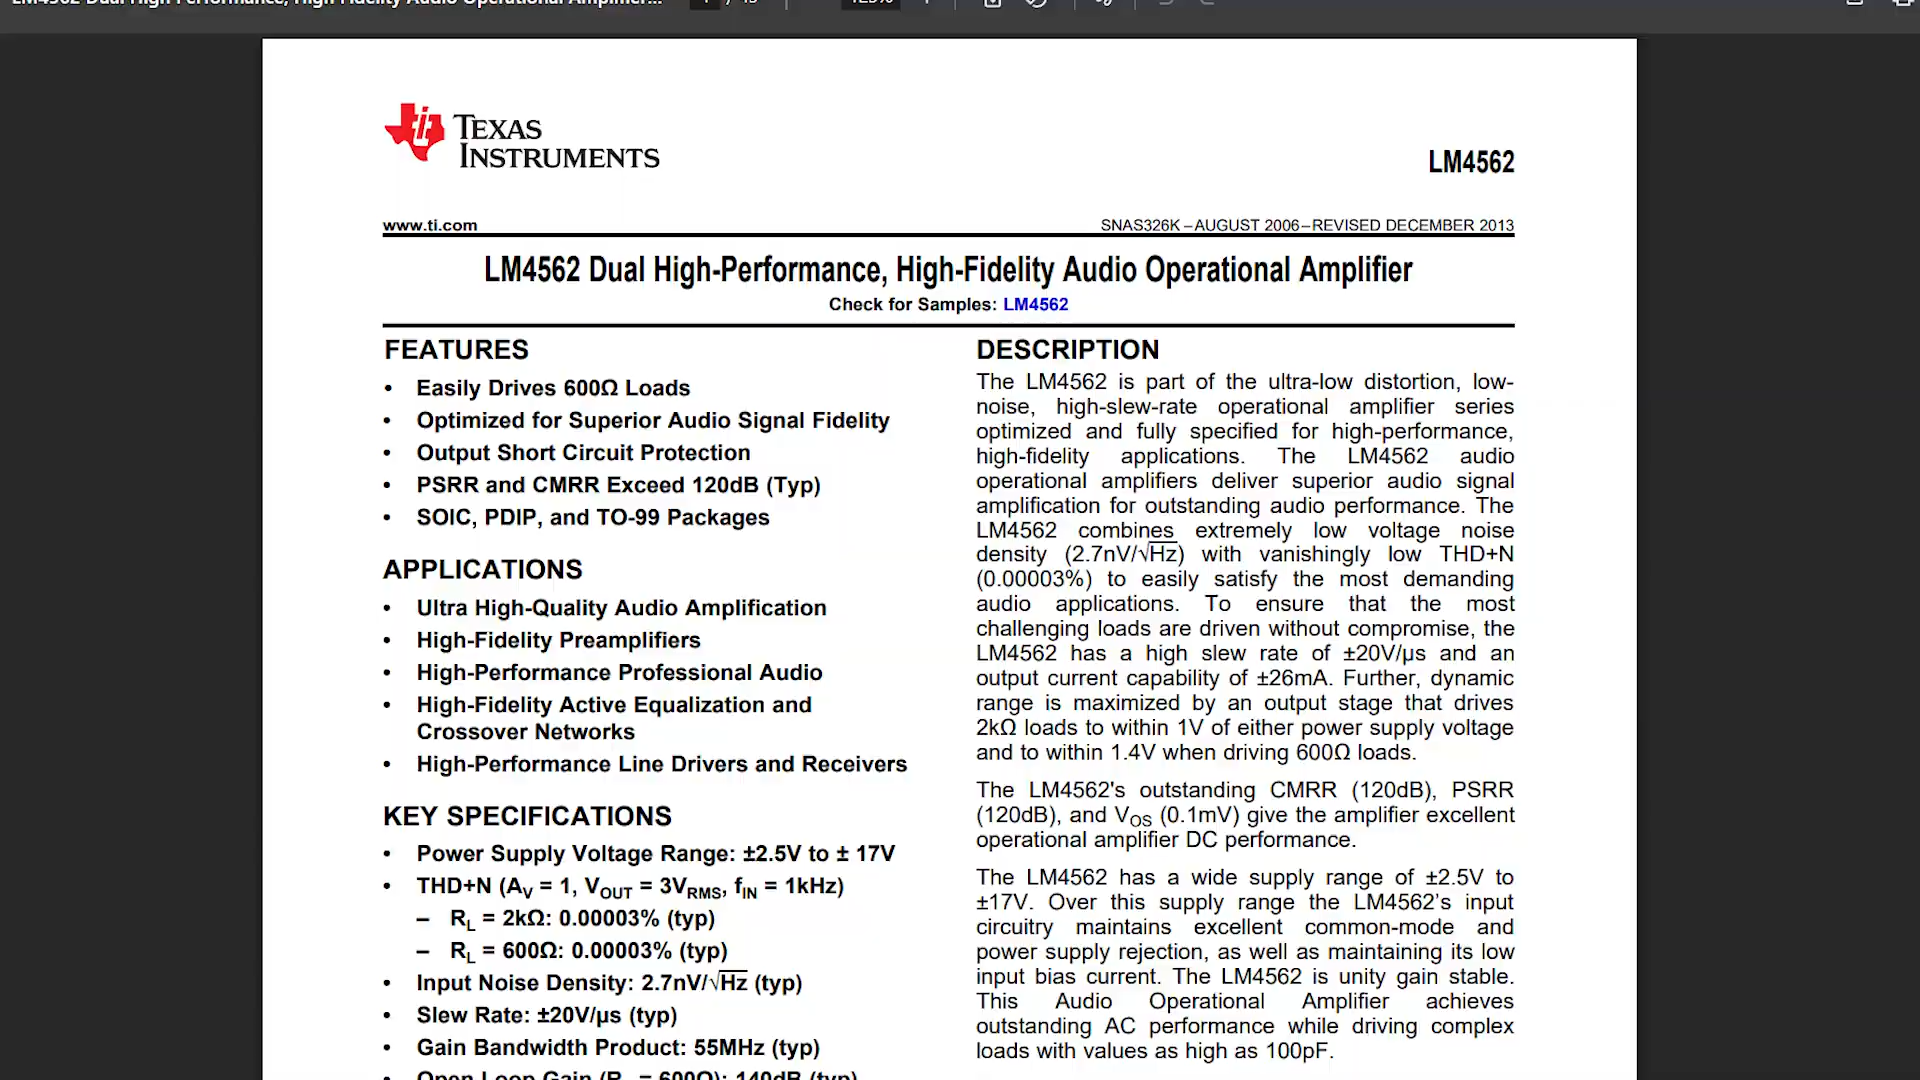 LM4562 Dual High-Performance, High-Fidelity Audio Operational Amplifier...
TEXAS
INSTRUMENTS
LM4562
www.ti.com
SNAS326K –AUGUST 2006–REVISED DECEMBER 2013
LM4562 Dual High-Performance, High-Fidelity Audio Operational Amplifier
Check for Samples: LM4562
FEATURES
• Easily Drives 600Ω Loads
• Optimized for Superior Audio Signal Fidelity
• Output Short Circuit Protection
• PSRR and CMRR Exceed 120dB (Typ)
• SOIC, PDIP, and TO-99 Packages
APPLICATIONS
• Ultra High-Quality Audio Amplification
• High-Fidelity Preamplifiers
• High-Performance Professional Audio
• High-Fidelity Active Equalization and
Crossover Networks
• High-Performance Line Drivers and Receivers
KEY SPECIFICATIONS
• Power Supply Voltage Range: ±2.5V to ± 17V
• THD+N (AV = 1, VOUT = 3VRMS, fIN = 1kHz)
– RL = 2kΩ: 0.00003% (typ)
– RL = 600Ω: 0.00003% (typ)
• Input Noise Density: 2.7nV/√Hz (typ)
• Slew Rate: ±20V/μs (typ)
• Gain Bandwidth Product: 55MHz (typ)
• Open Loop Gain (RL = 600Ω): 140dB (typ)
DESCRIPTION
The LM4562 is part of the ultra-low distortion, low-
noise, high-slew-rate operational amplifier series
optimized and fully specified for high-performance,
high-fidelity applications. The LM4562 audio
operational amplifiers deliver superior audio signal
amplification for outstanding audio performance. The
LM4562 combines extremely low voltage noise
density (2.7nV/√Hz) with vanishingly low THD+N
(0.00003%) to easily satisfy the most demanding
audio applications. To ensure that the most
challenging loads are driven without compromise, the
LM4562 has a high slew rate of ±20V/μs and an
output current capability of ±26mA. Further, dynamic
range is maximized by an output stage that drives
2kΩ loads to within 1V of either power supply voltage
and to within 1.4V when driving 600Ω loads.
The LM4562's outstanding CMRR (120dB), PSRR
(120dB), and VOS (0.1mV) give the amplifier excellent
operational amplifier DC performance.
The LM4562 has a wide supply range of ±2.5V to
±17V. Over this supply range the LM4562’s input
circuitry maintains excellent common-mode and
power supply rejection, as well as maintaining its low
input bias current. The LM4562 is unity gain stable.
This Audio Operational Amplifier achieves
outstanding AC performance while driving complex
loads with values as high as 100pF.